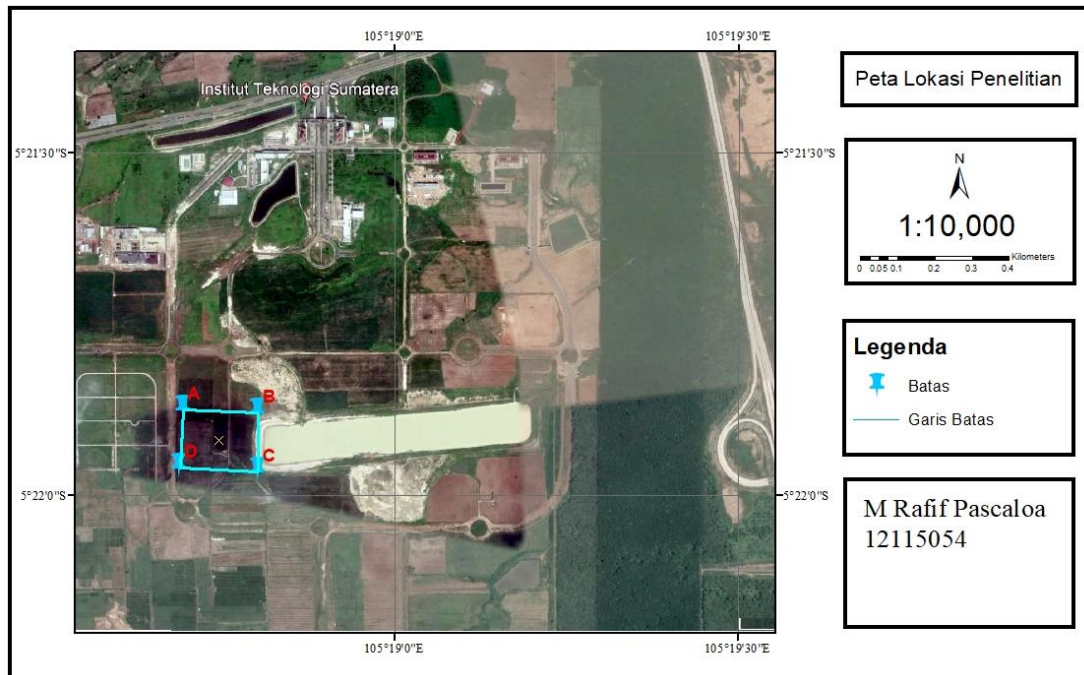 105°19'0"E
105°19'30"E
Institut Teknologi Sumatera
5°21'30"S
5°21'30"S
A
B
D
C
5°22'0"S
5°22'0"S
105°19'0"E
105°19'30"E
Peta Lokasi Penelitian
N
1:10,000
Kilometers
0 0.05 0.1 0.2 0.3 0.4
Legenda
Batas
Garis Batas
M Rafif Pascaloa
12115054